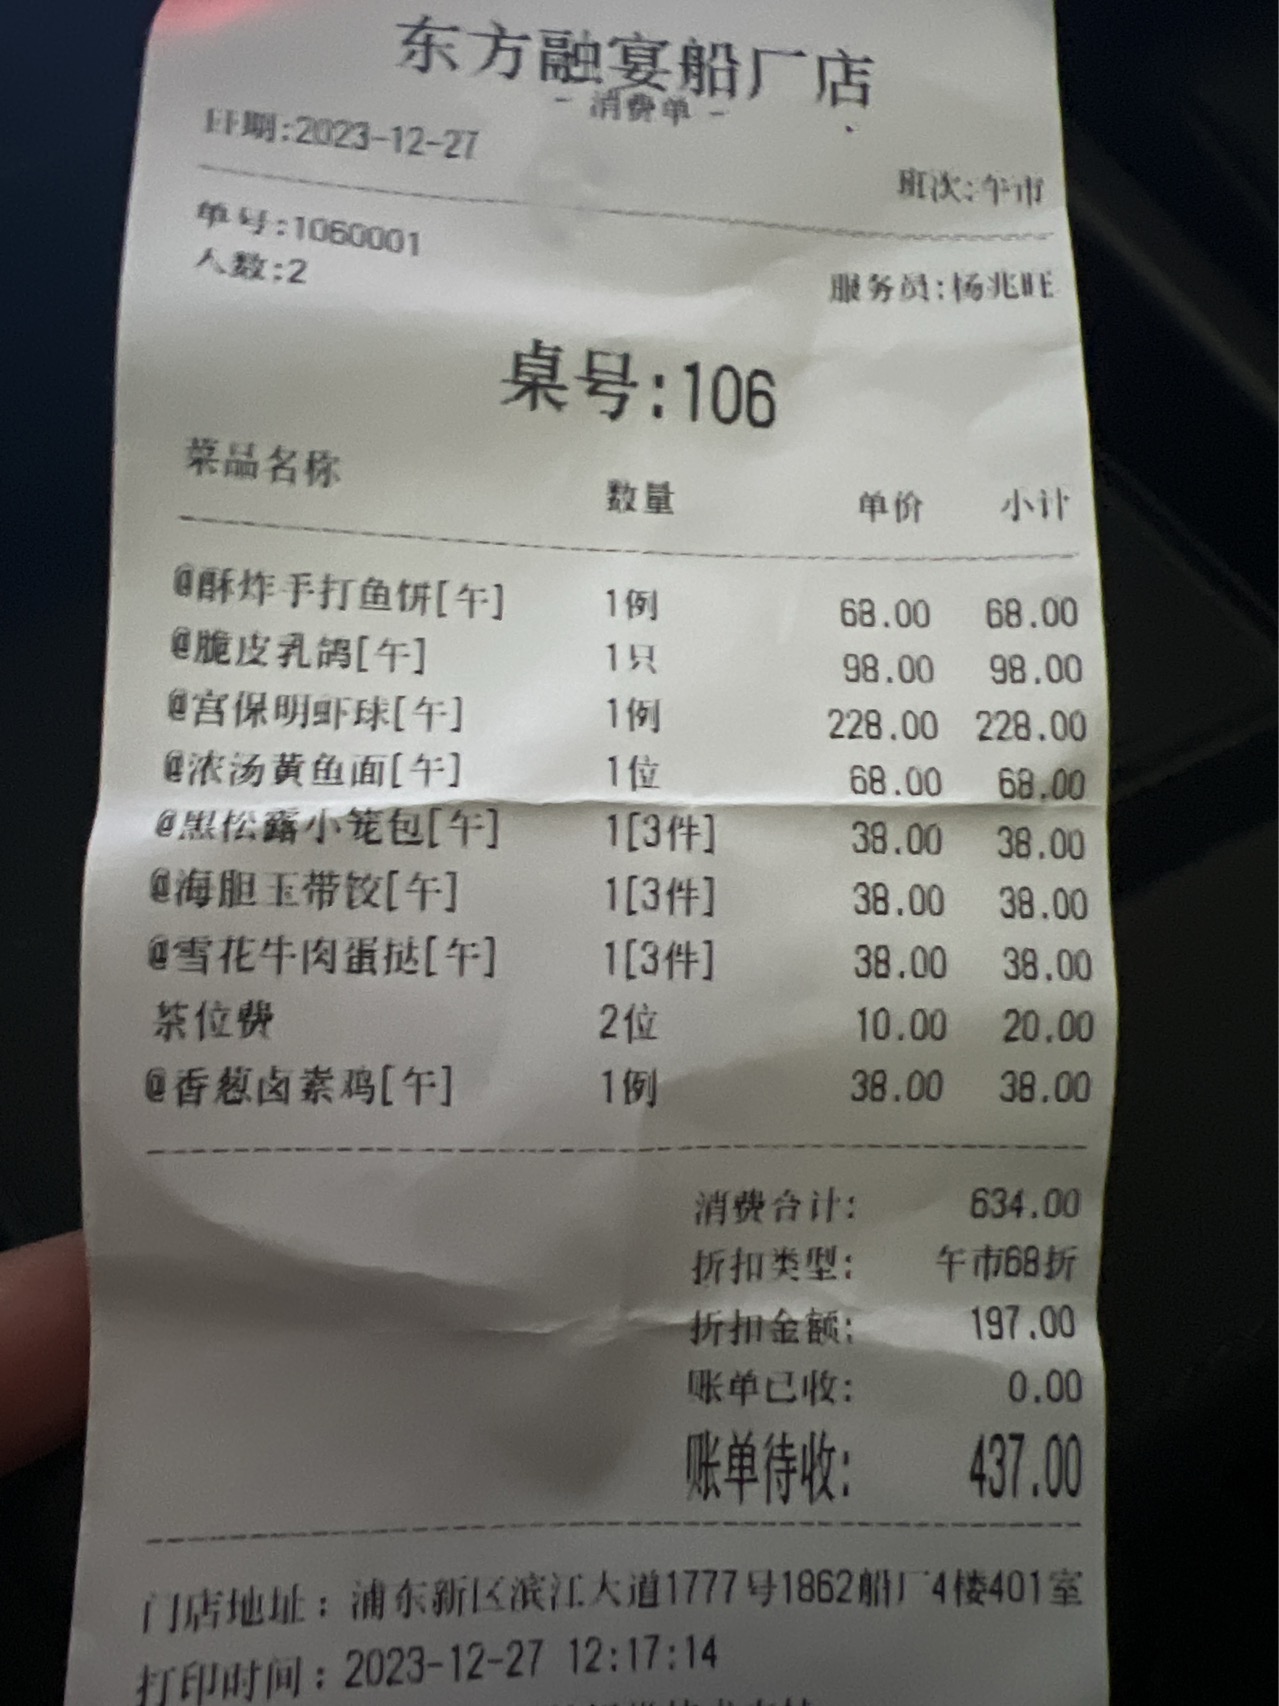 东方融宴船厂店
- 消费单 -
日期:2023-12-27
班次:午市
单号:1060001
人数:2
服务员:杨兆旺
桌号:106
菜品名称 数量 单价 小计
@酥炸手打鱼饼[午] 1例 68.00 68.00
@脆皮乳鸽[午] 1只 98.00 98.00
@宫保明虾球[午] 1例 228.00 228.00
@浓汤黄鱼面[午] 1位 68.00 68.00
@黑松露小笼包[午] 1[3件] 38.00 38.00
@海胆玉带饺[午] 1[3件] 38.00 38.00
@雪花牛肉蛋挞[午] 1[3件] 38.00 38.00
茶位费 2位 10.00 20.00
@香葱卤素鸡[午] 1例 38.00 38.00
消费合计: 634.00
折扣类型: 午市68折
折扣金额: 197.00
账单已收: 0.00
账单待收: 437.00
门店地址：浦东新区滨江大道1777号1862船厂4楼401室
打印时间：2023-12-27 12:17:14